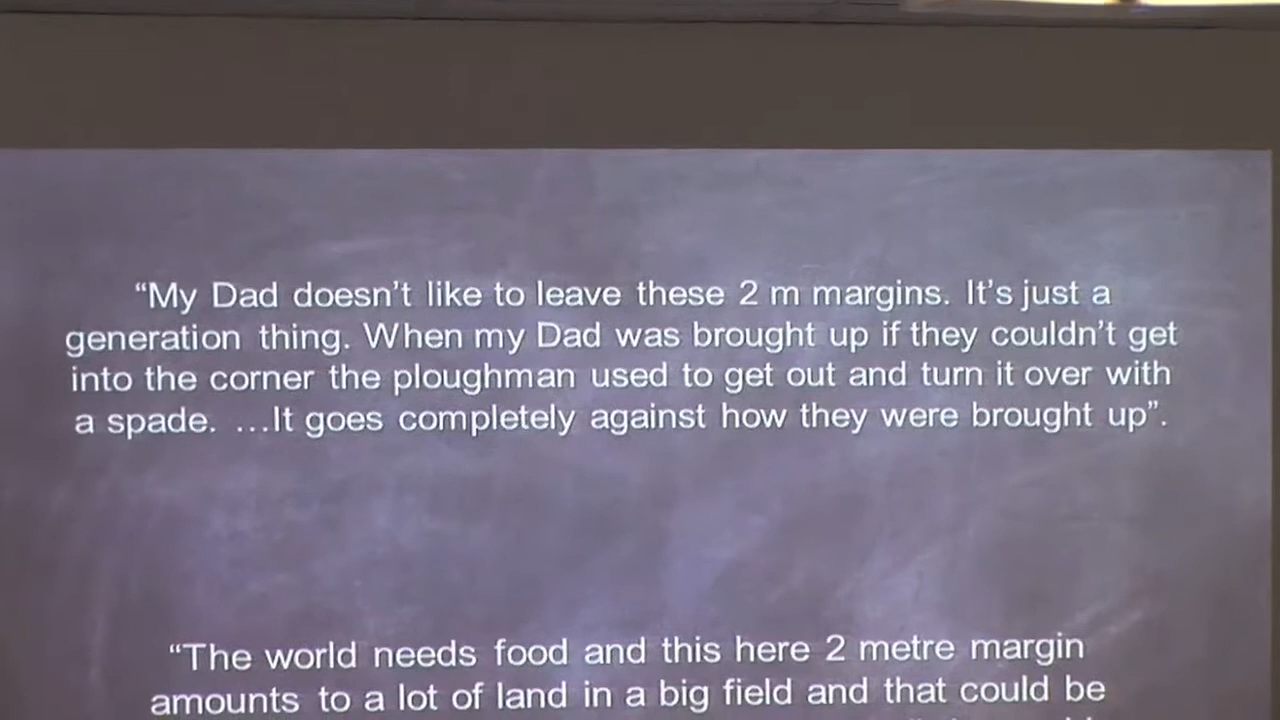 “My Dad doesn’t like to leave these 2 m margins. It’s just a
generation thing. When my Dad was brought up if they couldn’t get
into the corner the ploughman used to get out and turn it over with
a spade. …It goes completely against how they were brought up”.
“The world needs food and this here 2 metre margin
amounts to a lot of land in a big field and that could be